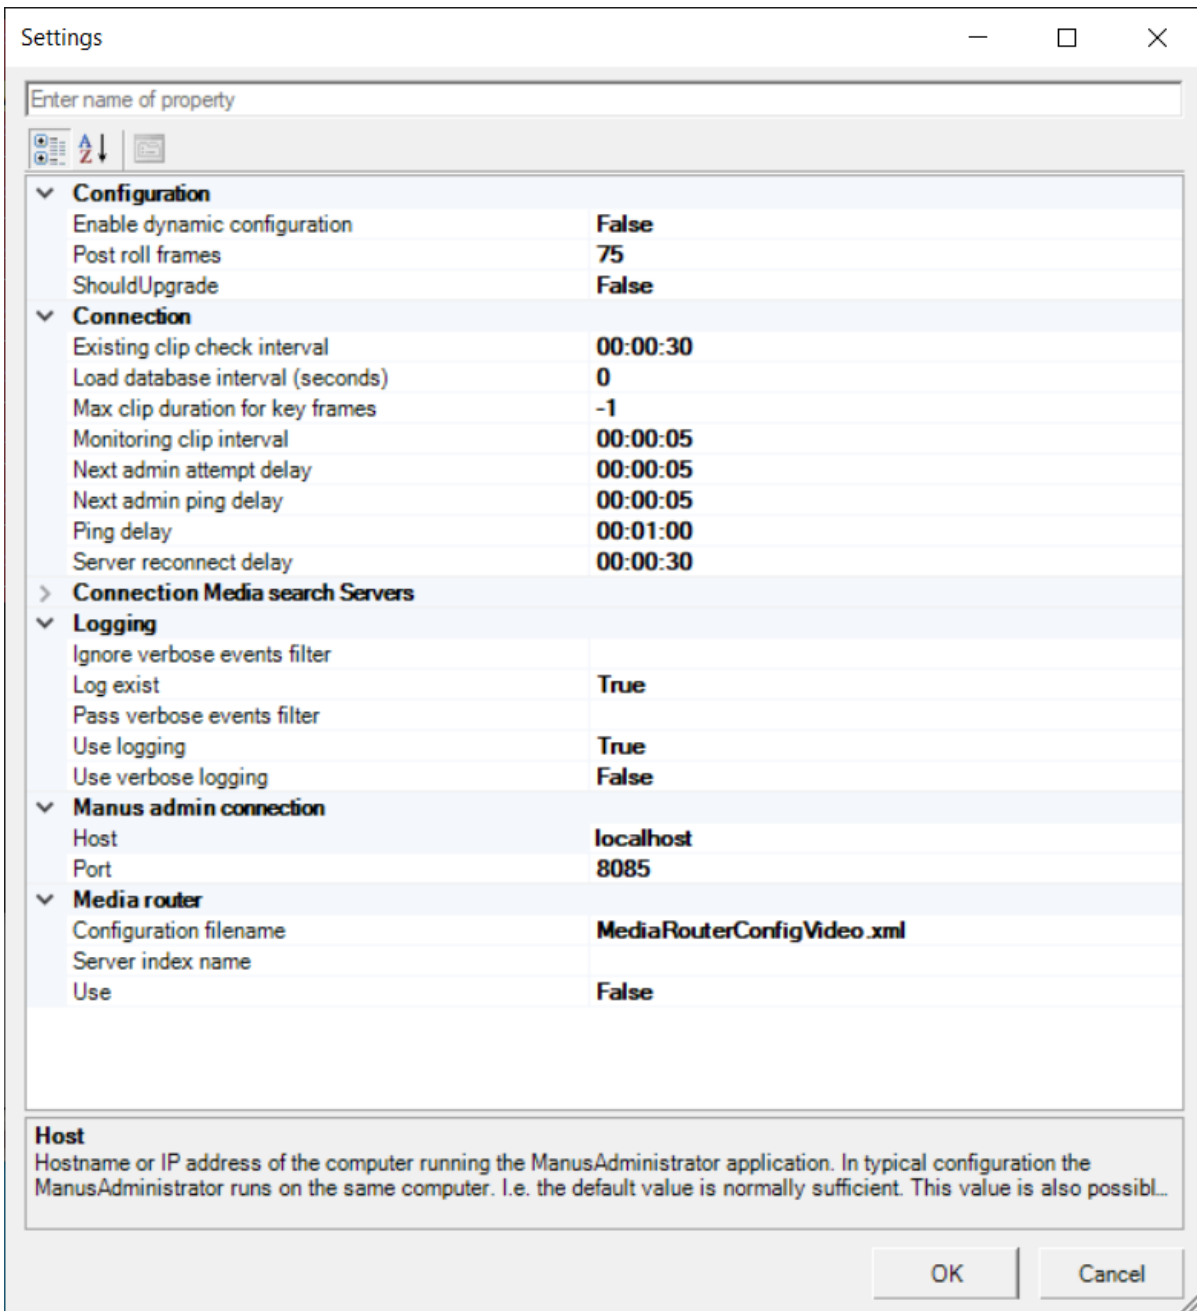 Settings
Enter name of property
Configuration
Enable dynamic configuration False
Post roll frames 75
ShouldUpgrade False
Connection
Existing clip check interval 00:00:30
Load database interval (seconds) 0
Max clip duration for key frames -1
Monitoring clip interval 00:00:05
Next admin attempt delay 00:00:05
Next admin ping delay 00:00:05
Ping delay 00:01:00
Server reconnect delay 00:00:30
Connection Media search Servers
Logging
Ignore verbose events filter
Log exist True
Pass verbose events filter
Use logging True
Use verbose logging False
Manus admin connection
Host localhost
Port 8085
Media router
Configuration filename MediaRouterConfigVideo.xml
Server index name
Use False
Host
Hostname or IP address of the computer running the ManusAdministrator application. In typical configuration the
ManusAdministrator runs on the same computer. I.e. the default value is normally sufficient. This value is also possibl...
OK Cancel